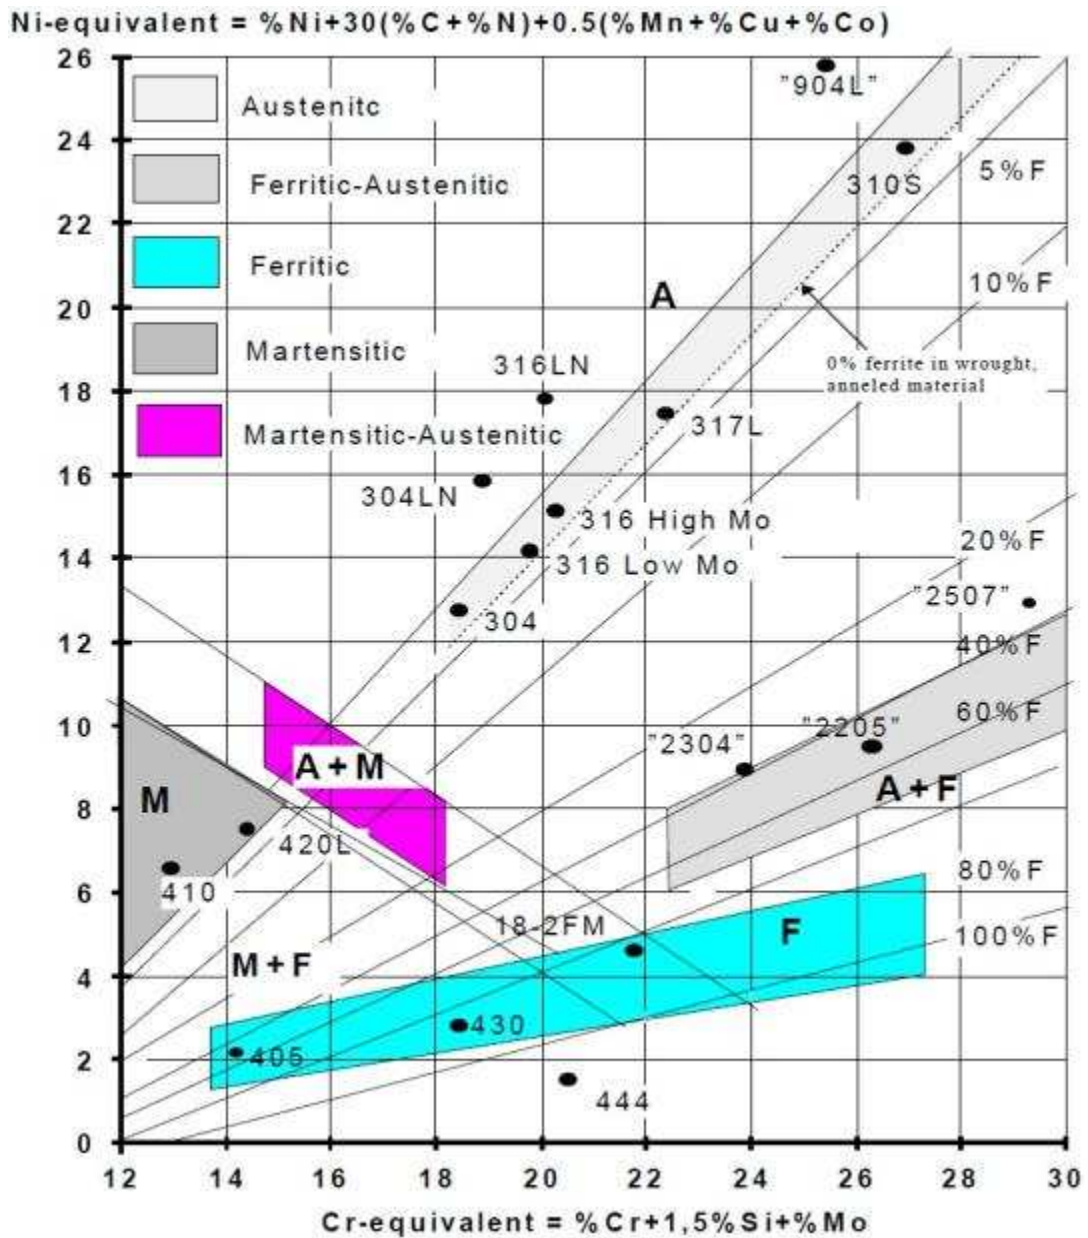 Ni-equivalent = %Ni+30(%C+%N)+0.5(%Mn+%Cu+%Co)
26
"904L"
Austenitc
24
310S
5%F
Ferritic-Austenitic
22
Ferritic
10%F
A
20
Martensitic
316LN
0% ferrite in wrought,
anneled material
18
317L
Martensitic-Austenitic
16
304LN
316 High Mo
20%F
14
316 Low Mo
"2507"
304
12
40%F
60%F
10
"2304"
"2205"
A+M
A+F
M
8
420L
80%F
410
6
18-2FM
F
100%F
M+F
4
430
405
2
444
0
12 14 16 18 20 22 24 26 28 30
Cr-equivalent = %Cr+1,5%Si+%Mo